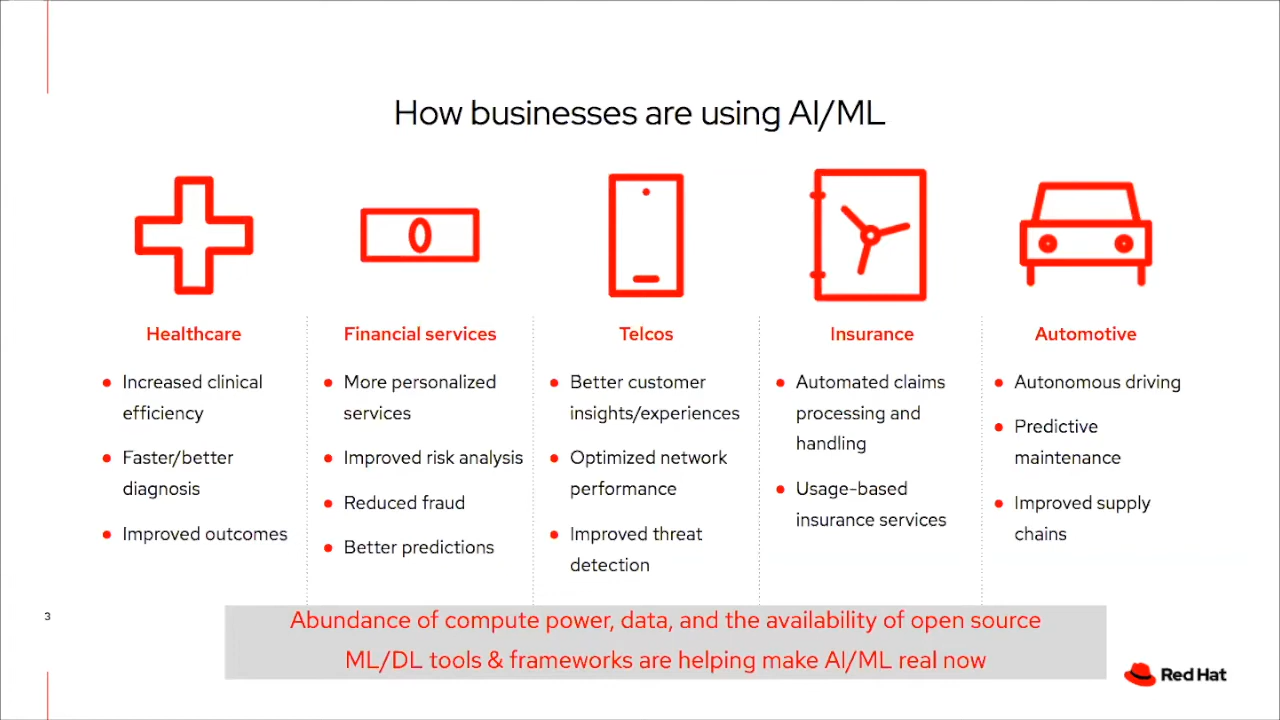 How businesses are using AI/ML
Healthcare
Increased clinical
efficiency
Faster/better
diagnosis
Improved outcomes
Financial services
More personalized
services
Improved risk analysis
Reduced fraud
Better predictions
Telcos
Better customer
insights/experiences
Optimized network
performance
Improved threat
detection
Insurance
Automated claims
processing and
handling
Usage-based
insurance services
Automotive
Autonomous driving
Predictive
maintenance
Improved supply
chains
3
Abundance of compute power, data, and the availability of open source
ML/DL tools & frameworks are helping make AI/ML real now
Red Hat